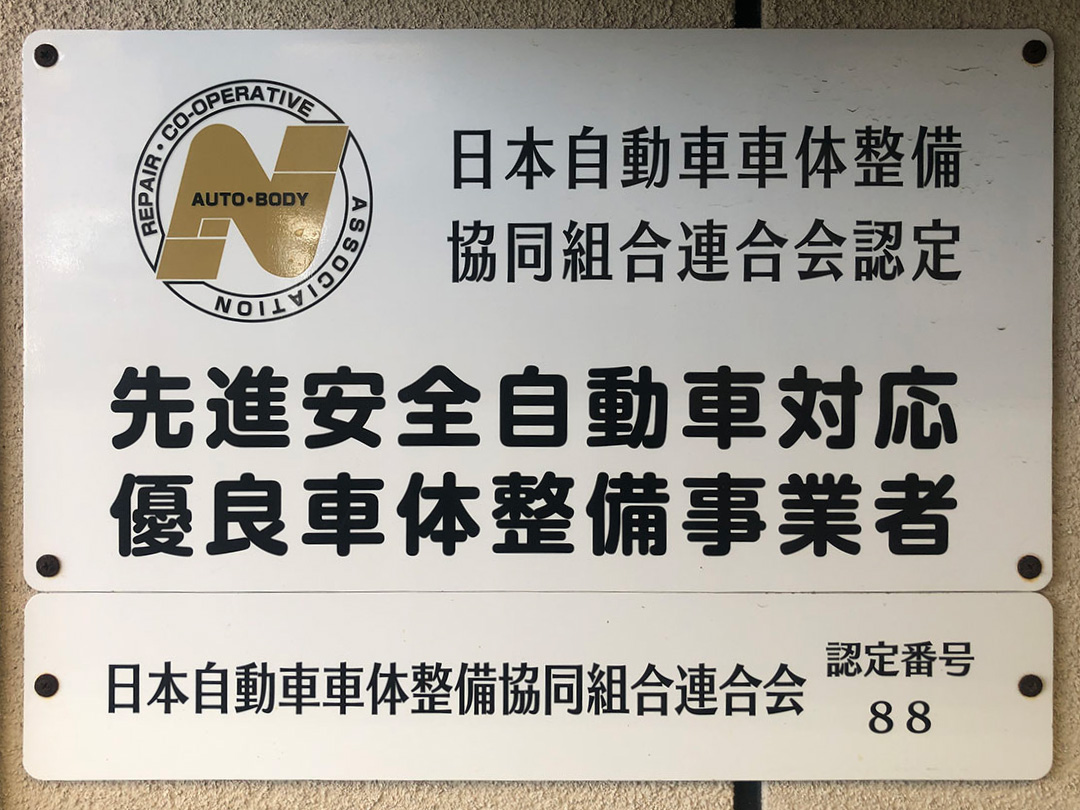 REPAIR・CO-OPERATIVE ASSOCIATION
AUTO・BODY
日本自動車車体整備
協同組合連合会認定
先進安全自動車対応
優良車体整備事業者
日本自動車車体整備協同組合連合会
認定番号
88